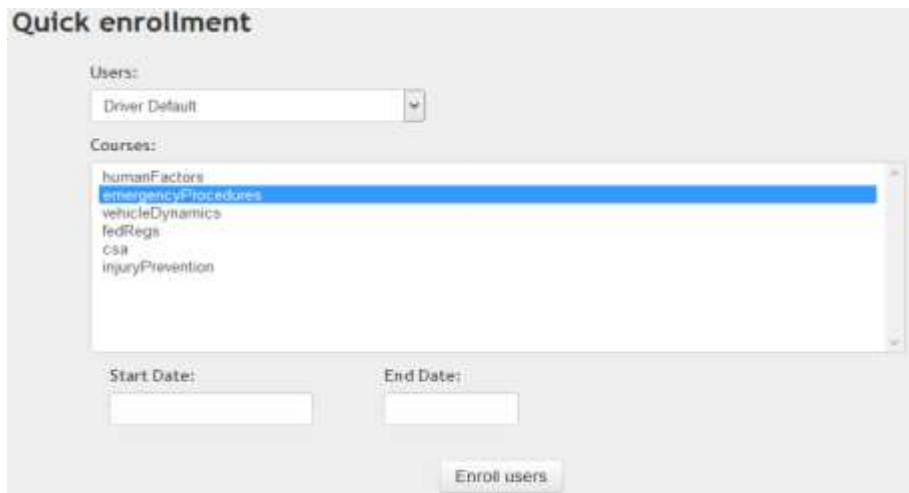 Quick enrollment
Users:
Driver Default
Courses:
humanFactors
emergencyProcedures
vehicleDynamics
fedRegs
csa
injuryPrevention
Start Date: End Date:
Enroll users